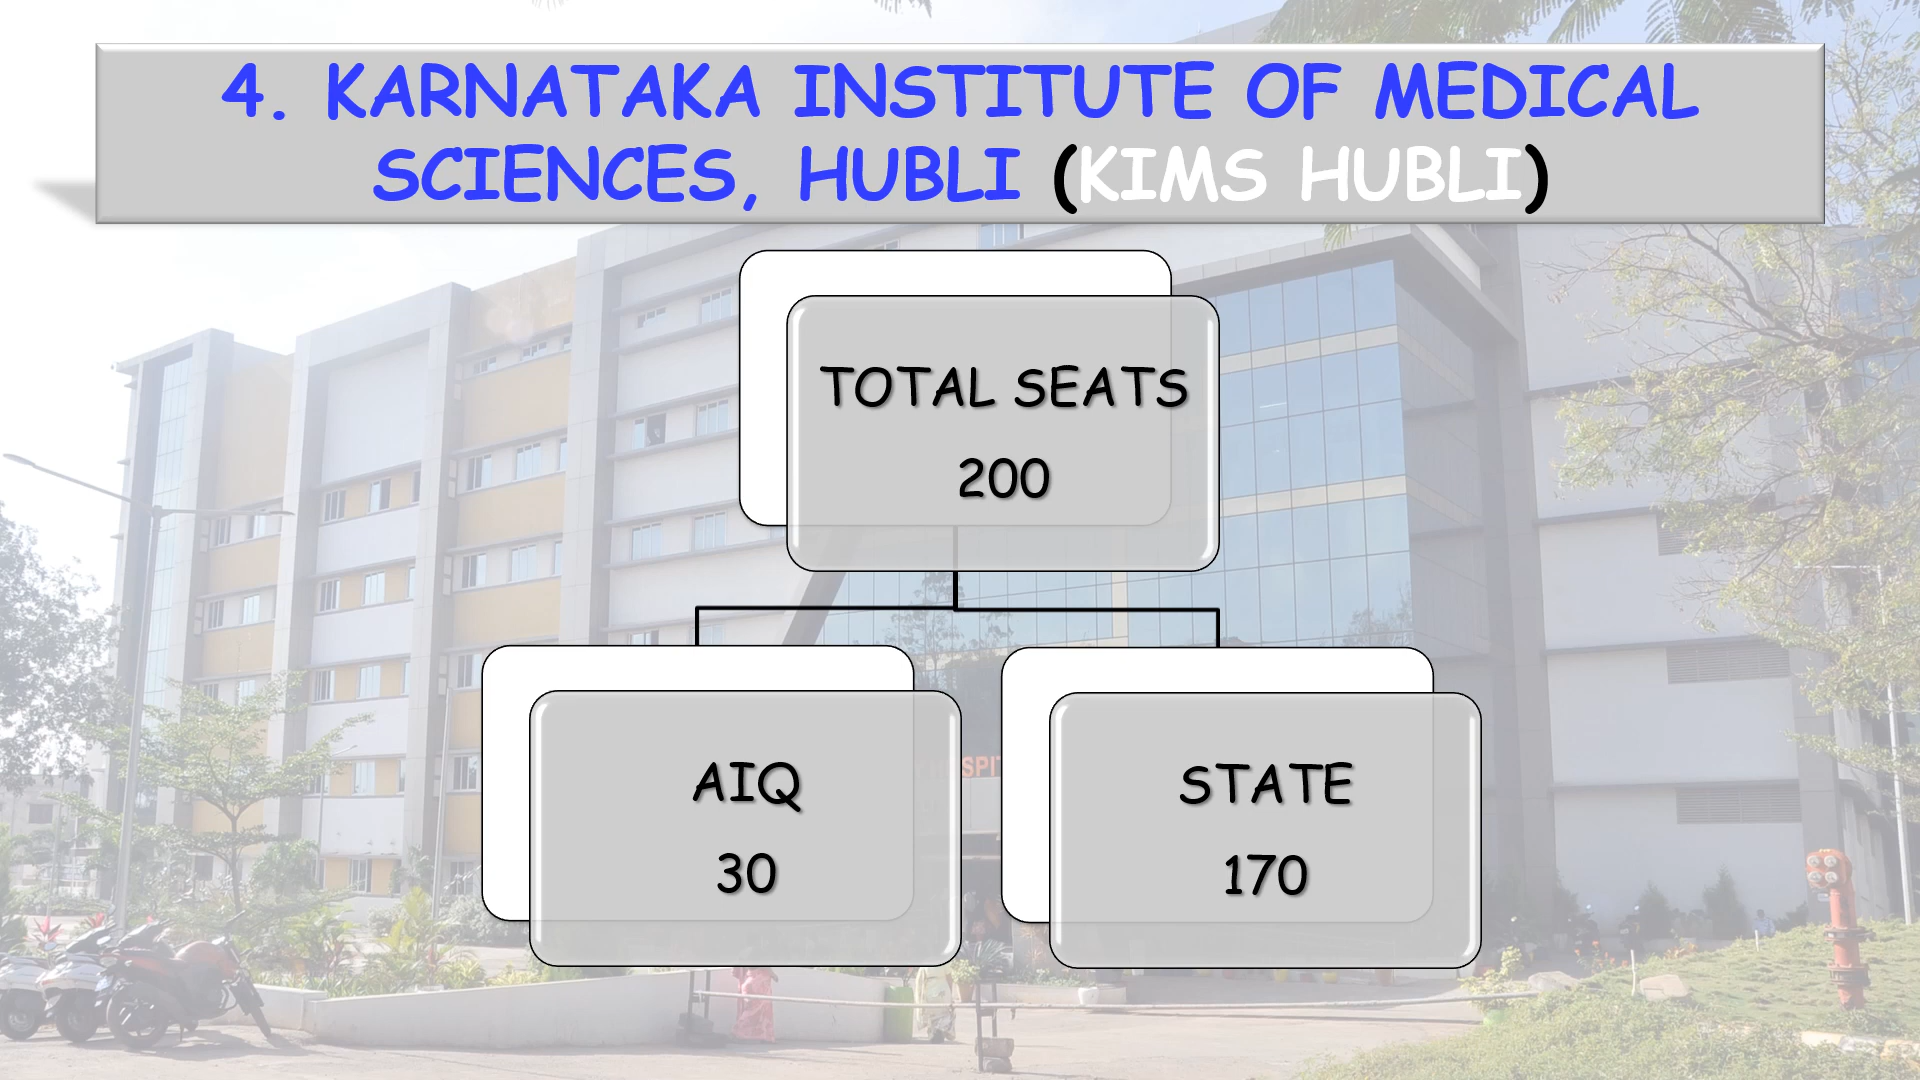 4. KARNATAKA INSTITUTE OF MEDICAL
SCIENCES, HUBLI (KIMS HUBLI)
TOTAL SEATS
200
AIQ
30
STATE
170